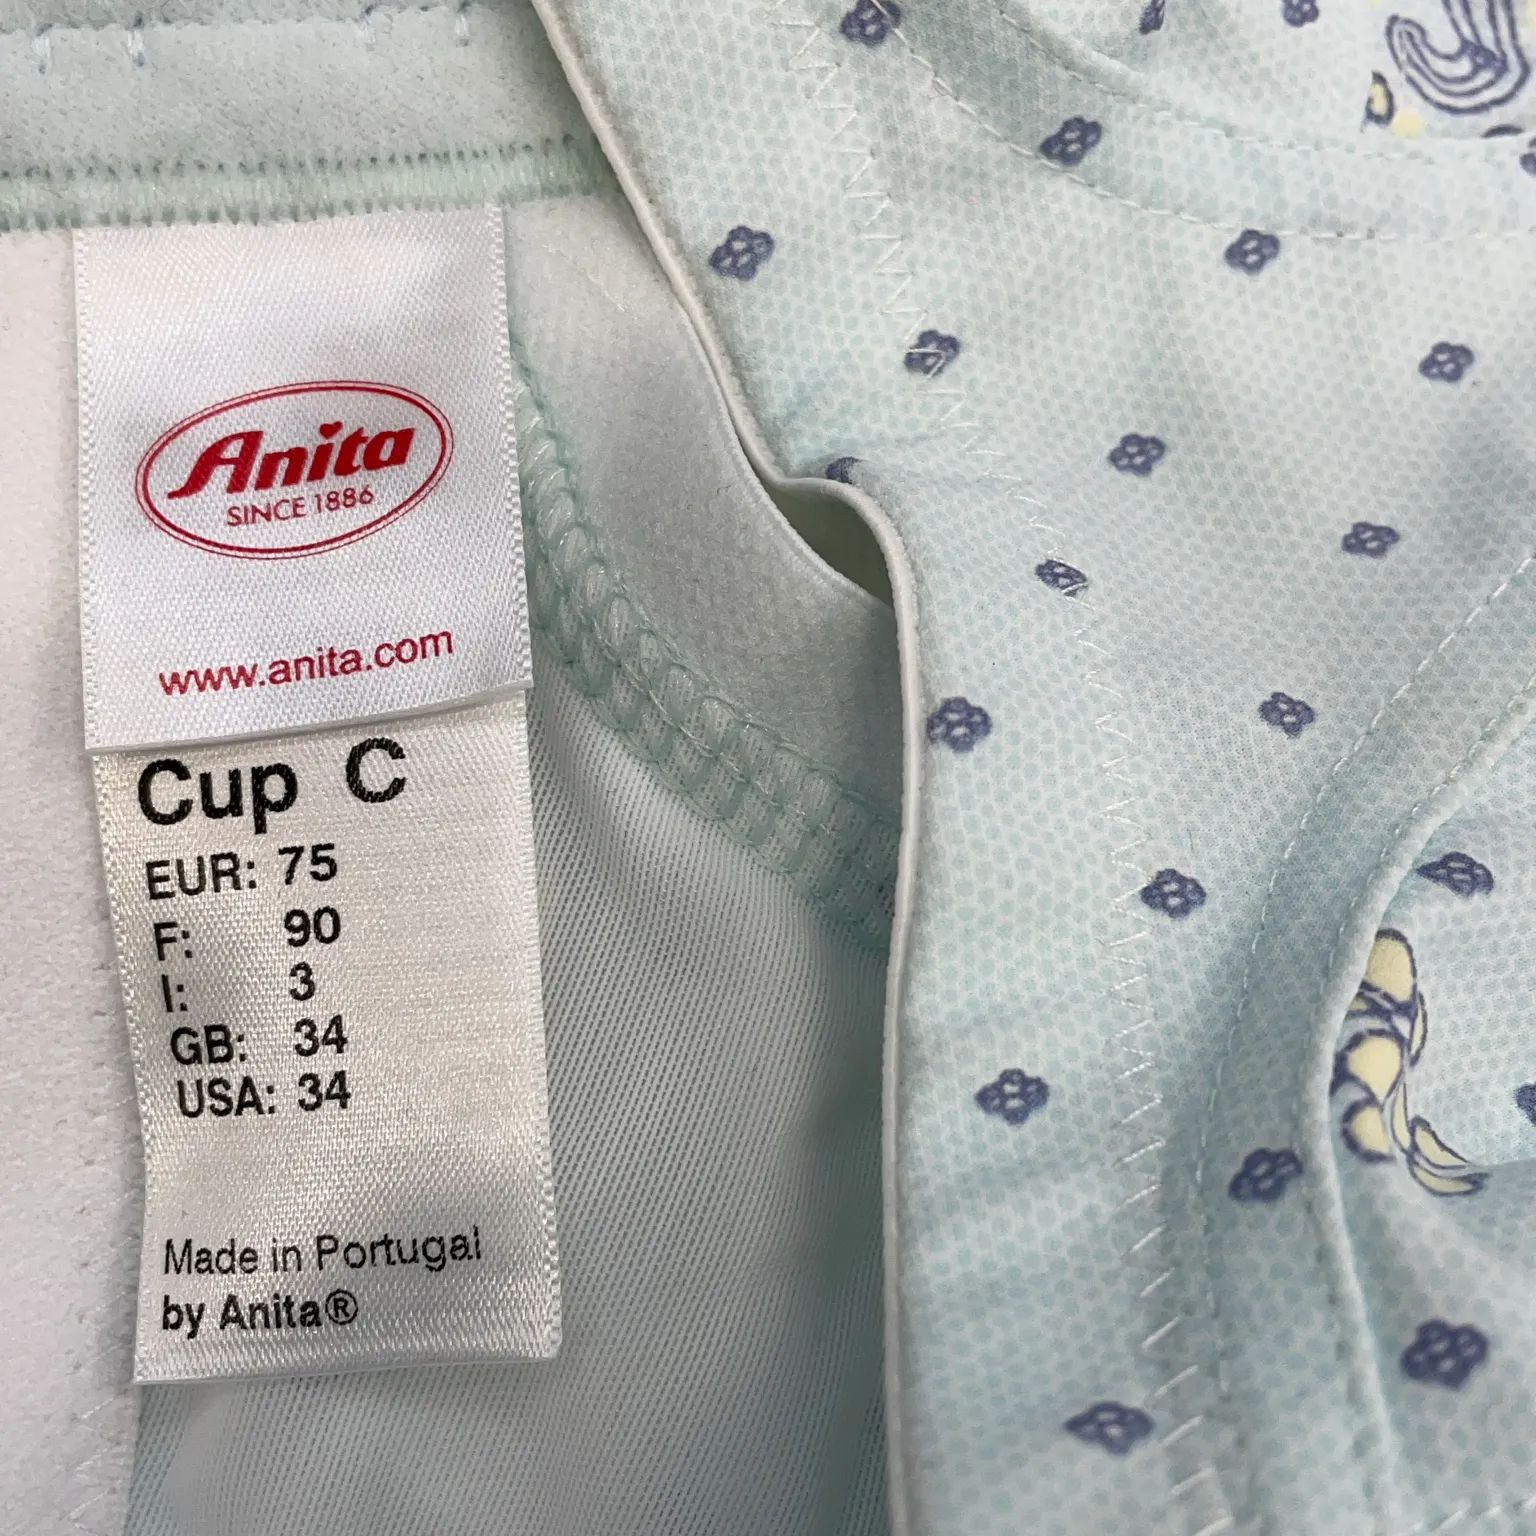 Anita
SINCE 1886
www.anita.com
Cup C
EUR: 75
F: 90
I: 3
GB: 34
USA: 34
Made in Portugal
by Anita®